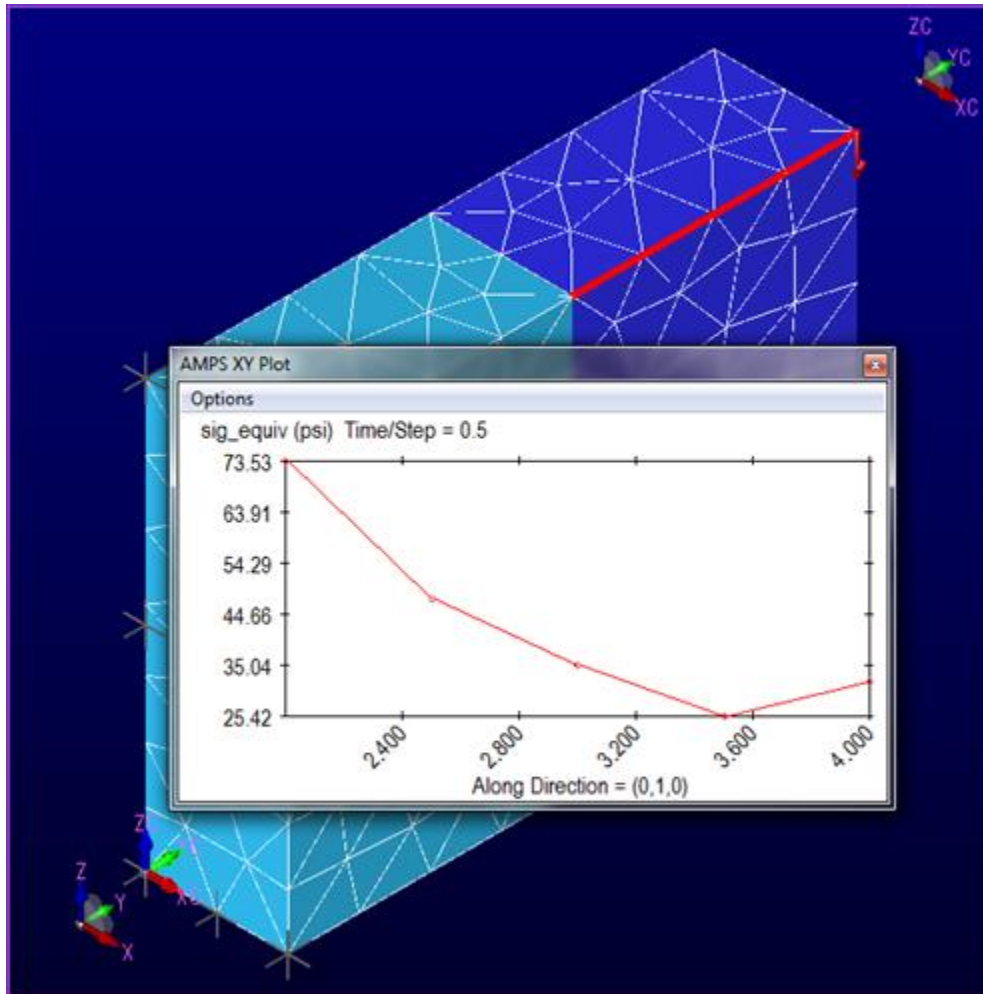 ZC
YC
XC
AMPS XY Plot
Options
sig_equiv (psi) Time/Step = 0.5
73.53
63.91
54.29
44.66
35.04
25.42
2.400
2.800
3.200
3.600
4.000
Along Direction = (0,1,0)
Z
Y
X